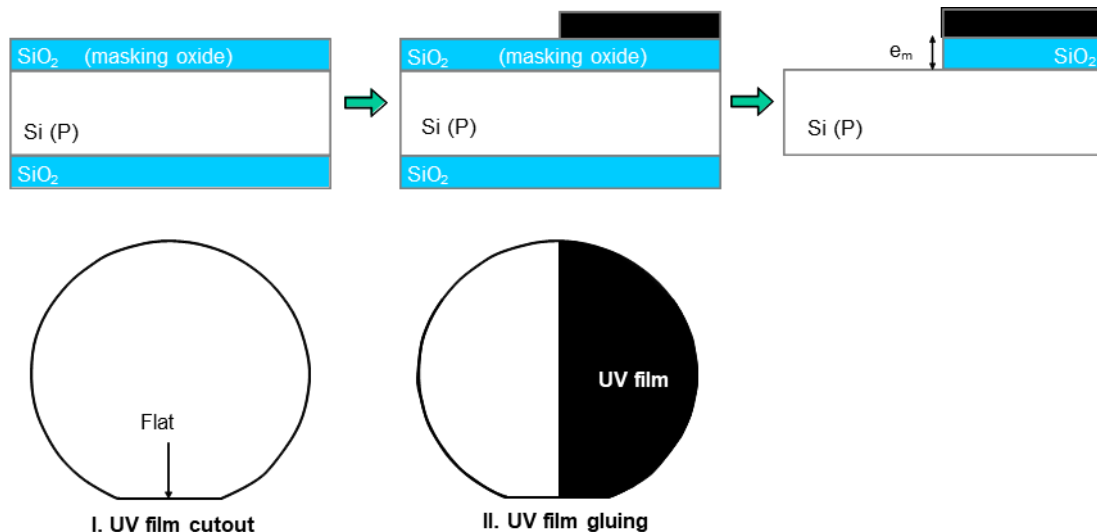 SiO₂ (masking oxide)
Si (P)
SiO₂
SiO₂ (masking oxide)
Si (P)
SiO₂
eₘ
SiO₂
Si (P)
Flat
I. UV film cutout
UV film
II. UV film gluing